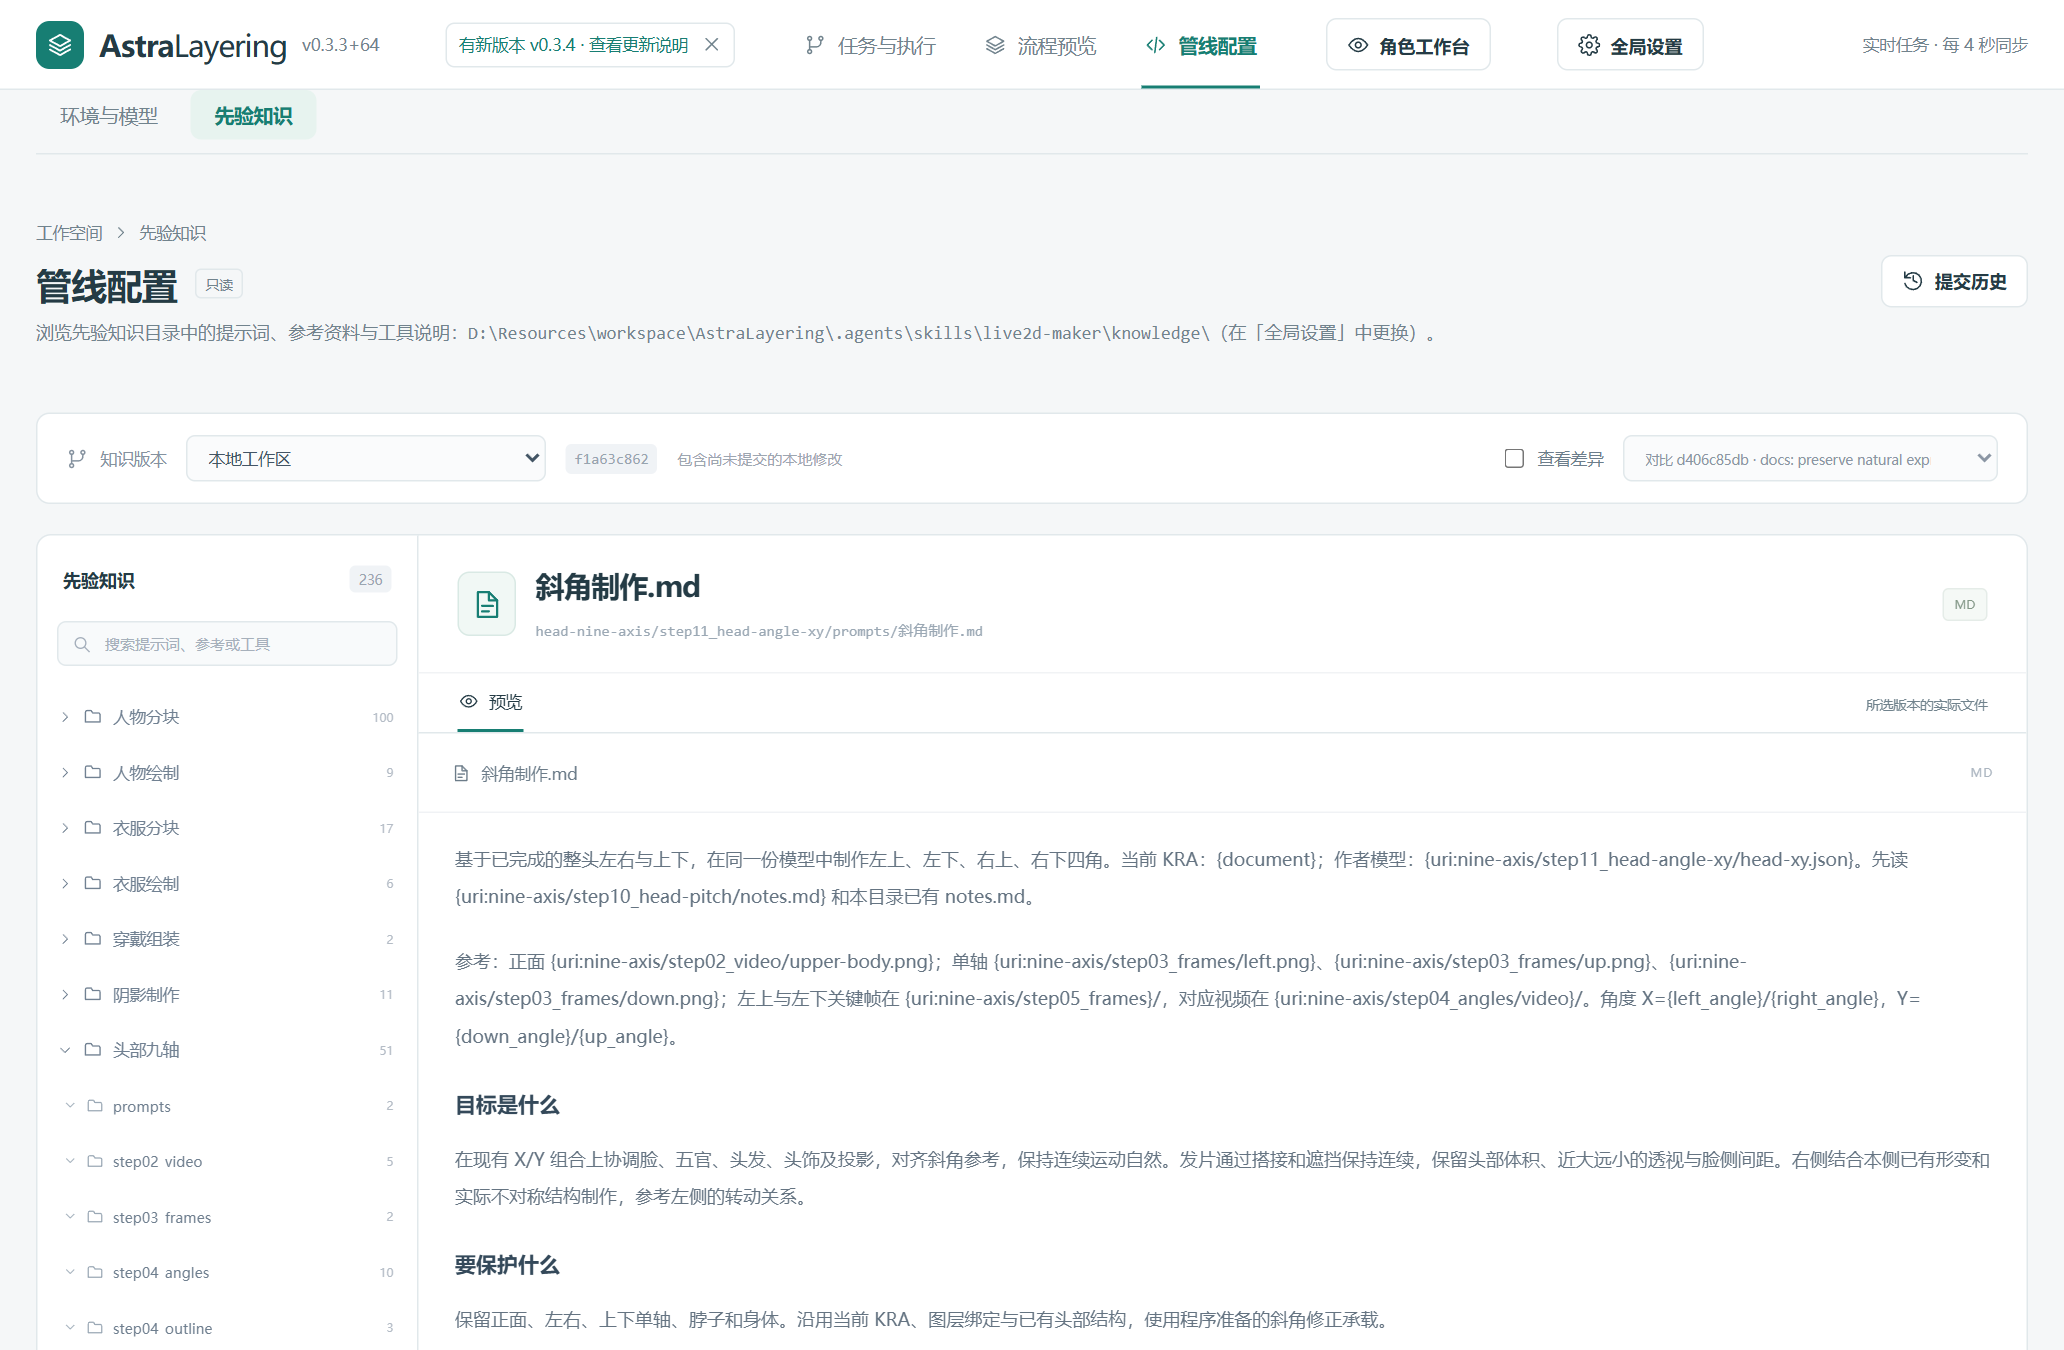 AstraLayering v0.3.3+64
有新版本 v0.3.4 · 查看更新说明
任务与执行
流程预览
管线配置
角色工作台
全局设置
实时任务 · 每 4 秒同步
环境与模型
先验知识
工作空间 > 先验知识
管线配置 只读
提交历史
浏览先验知识目录中的提示词、参考资料与工具说明：D:\Resources\workspace\AstraLayering\.agents\skills\live2d-maker\knowledge\（在「全局设置」中更换）。
知识版本
本地工作区
f1a63c862
包含尚未提交的本地修改
查看差异
对比 d406c85db · docs: preserve natural exp
先验知识 236
搜索提示词、参考或工具
人物分块 100
人物绘制 9
衣服分块 17
衣服绘制 6
穿戴组装 2
阴影制作 11
头部九轴 51
prompts 2
step02_video 5
step03_frames 2
step04_angles 10
step04_outline 3
斜角制作.md
head-nine-axis/step11_head-angle-xy/prompts/斜角制作.md
MD
预览
所选版本的实际文件
斜角制作.md
MD
基于已完成的整头左右与上下，在同一份模型中制作左上、左下、右上、右下四角。当前 KRA：{document}；作者模型：{uri:nine-axis/step11_head-angle-xy/head-xy.json}。先读
{uri:nine-axis/step10_head-pitch/notes.md} 和本目录已有 notes.md。
参考：正面 {uri:nine-axis/step02_video/upper-body.png}；单轴 {uri:nine-axis/step03_frames/left.png}、{uri:nine-axis/step03_frames/up.png}、{uri:nine-
axis/step03_frames/down.png}；左上与左下关键帧在 {uri:nine-axis/step05_frames}/，对应视频在 {uri:nine-axis/step04_angles/video}/。角度 X={left_angle}/{right_angle}，Y=
{down_angle}/{up_angle}。
目标是什么
在现有 X/Y 组合上协调脸、五官、头发、头饰及投影，对齐斜角参考，保持连续运动自然。发片通过搭接和遮挡保持连续，保留头部体积、近大远小的透视与脸侧间距。右侧结合本侧已有形变和
实际不对称结构制作，参考左侧的转动关系。
要保护什么
保留正面、左右、上下单轴、脖子和身体。沿用当前 KRA、图层绑定与已有头部结构，使用程序准备的斜角修正承载。